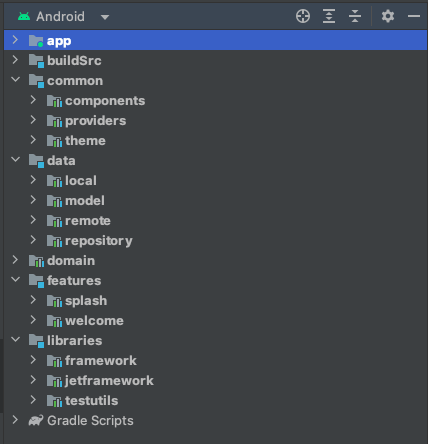 Android
app
buildSrc
common
components
providers
theme
data
local
model
remote
repository
domain
features
splash
welcome
libraries
framework
jetframework
testutils
Gradle Scripts